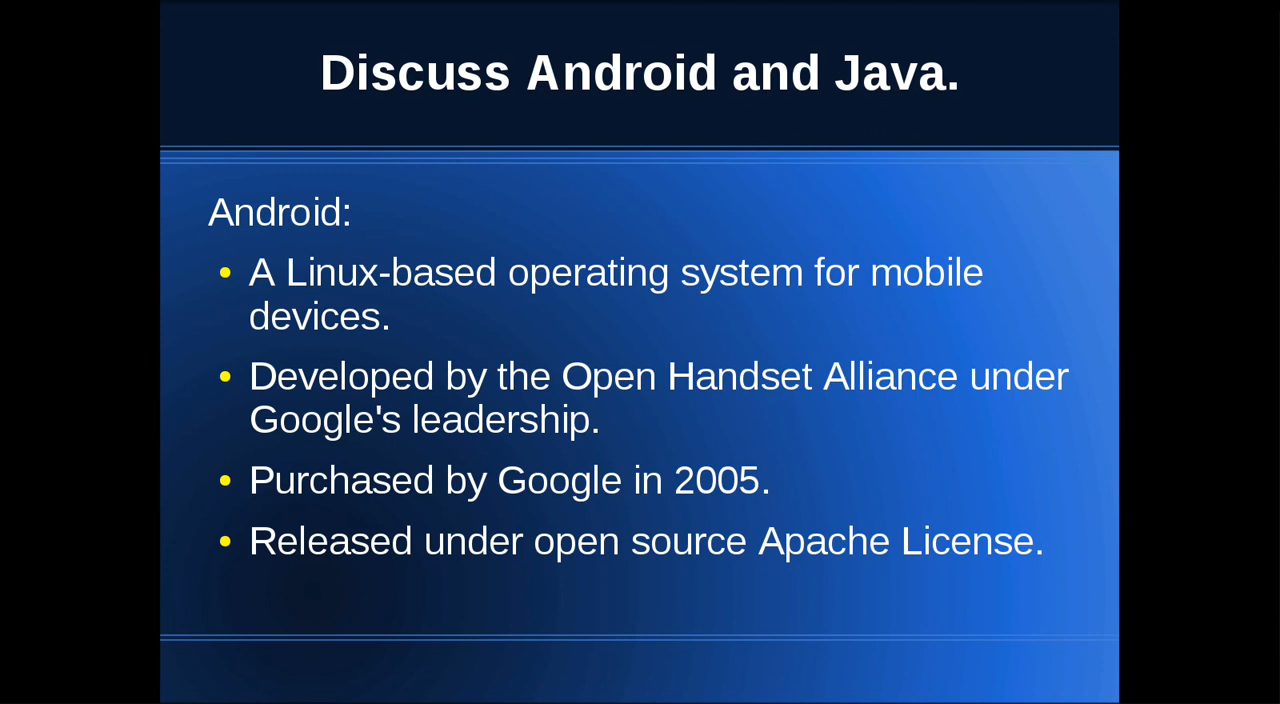 Discuss Android and Java.
Android:
• A Linux-based operating system for mobile
devices.
• Developed by the Open Handset Alliance under
Google's leadership.
• Purchased by Google in 2005.
• Released under open source Apache License.